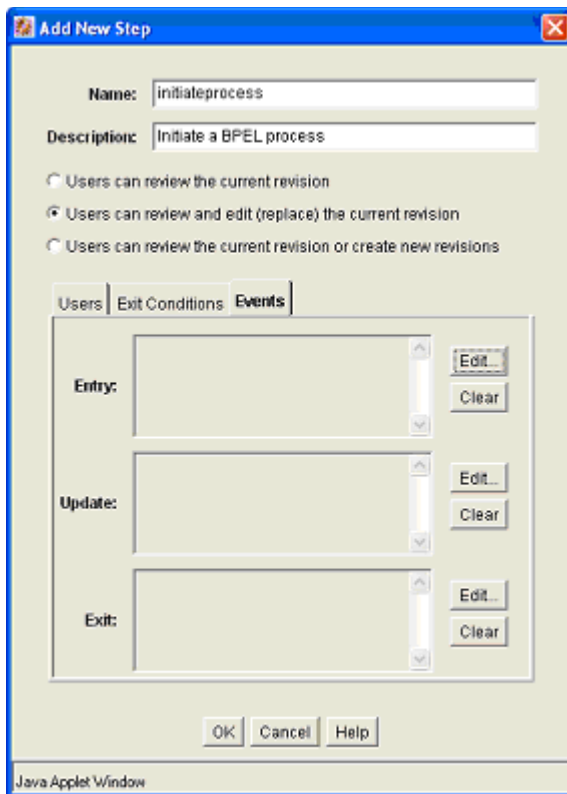 Add New Step
Name: initiateprocess
Description: Initiate a BPEL process
Users can review the current revision
Users can review and edit (replace) the current revision
Users can review the current revision or create new revisions
Users Exit Conditions Events
Entry:
Edit...
Clear
Update:
Edit...
Clear
Exit:
Edit...
Clear
OK Cancel Help
Java Applet Window